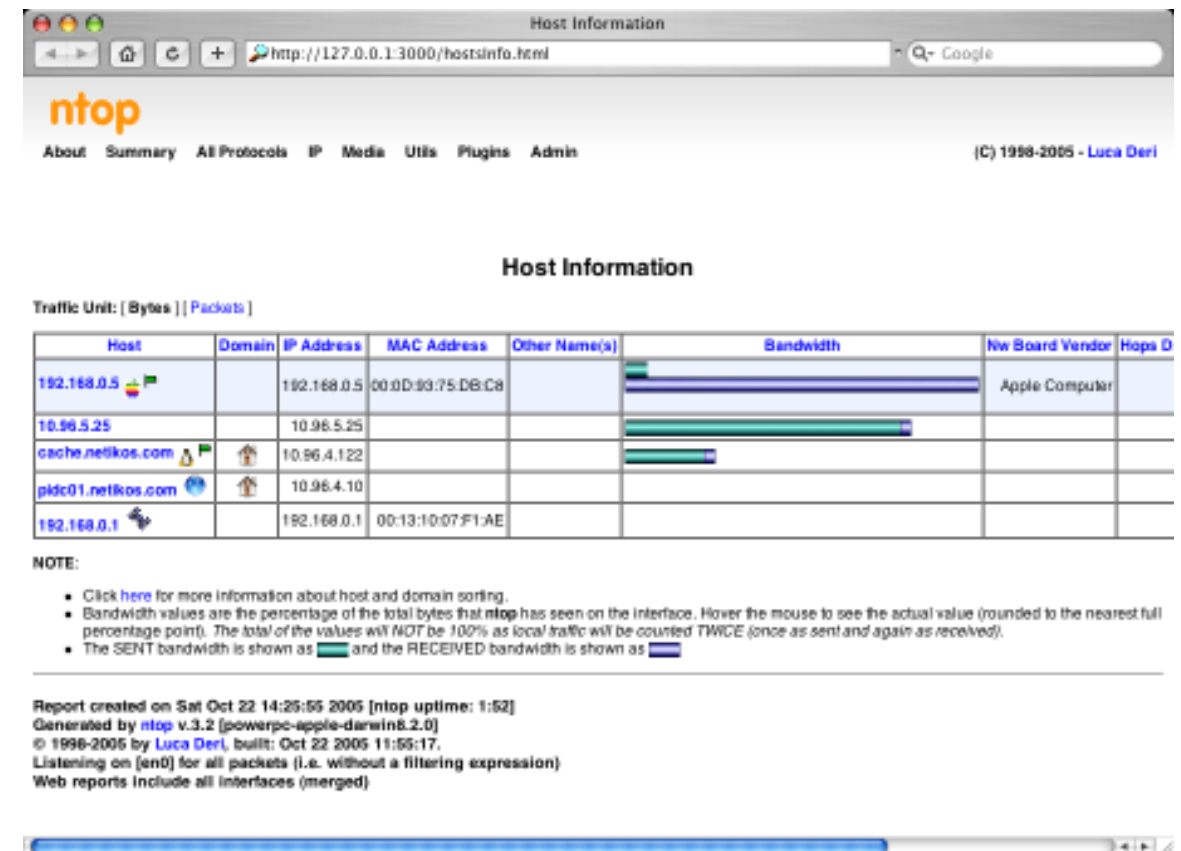 Host Information
http://127.0.0.1:3000/hostsinfo.html
Google
ntop
About Summary All Protocols IP Media Utils Plugins Admin
(C) 1998-2005 - Luca Deri
Host Information
Traffic Unit: [ Bytes ] [ Packets ]
Host Domain IP Address MAC Address Other Name(s) Bandwidth Nw Board Vendor Hops D
192.168.0.5 192.168.0.5 00:0D:93:75:DB:C8 Apple Computer
10.96.5.25 10.96.5.25
cache.netikos.com 10.96.4.122
pidc01.netikos.com 10.96.4.10
192.168.0.1 192.168.0.1 00:13:10:07:F1:AE
NOTE:
• Click here for more information about host and domain sorting.
• Bandwidth values are the percentage of the total bytes that ntop has seen on the interface. Hover the mouse to see the actual value (rounded to the nearest full
percentage point). The total of the values will NOT be 100% as local traffic will be counted TWICE (once as sent and again as received).
• The SENT bandwidth is shown as and the RECEIVED bandwidth is shown as
Report created on Sat Oct 22 14:25:55 2005 [ntop uptime: 1:52]
Generated by ntop v.3.2 [powerpc-apple-darwin8.2.0]
© 1998-2005 by Luca Deri, built: Oct 22 2005 11:55:17.
Listening on [en0] for all packets (i.e. without a filtering expression)
Web reports include all interfaces (merged)